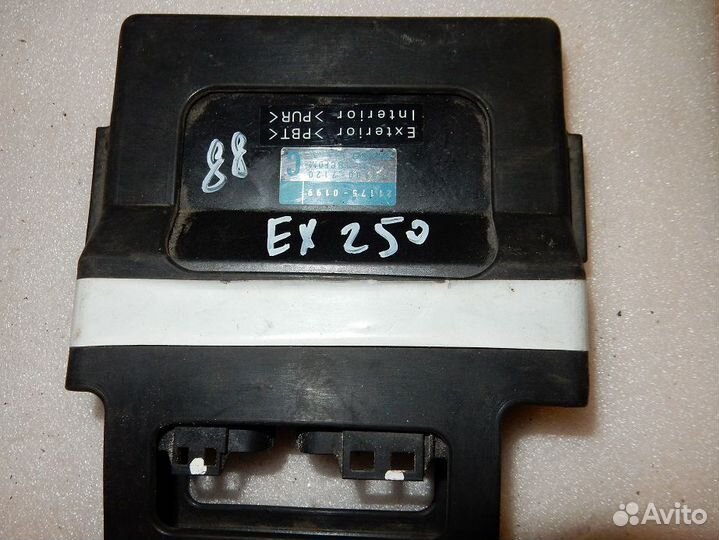 Exterior >PBT<
Interior >PUR<
88
21175-0199
EX 250
Avito